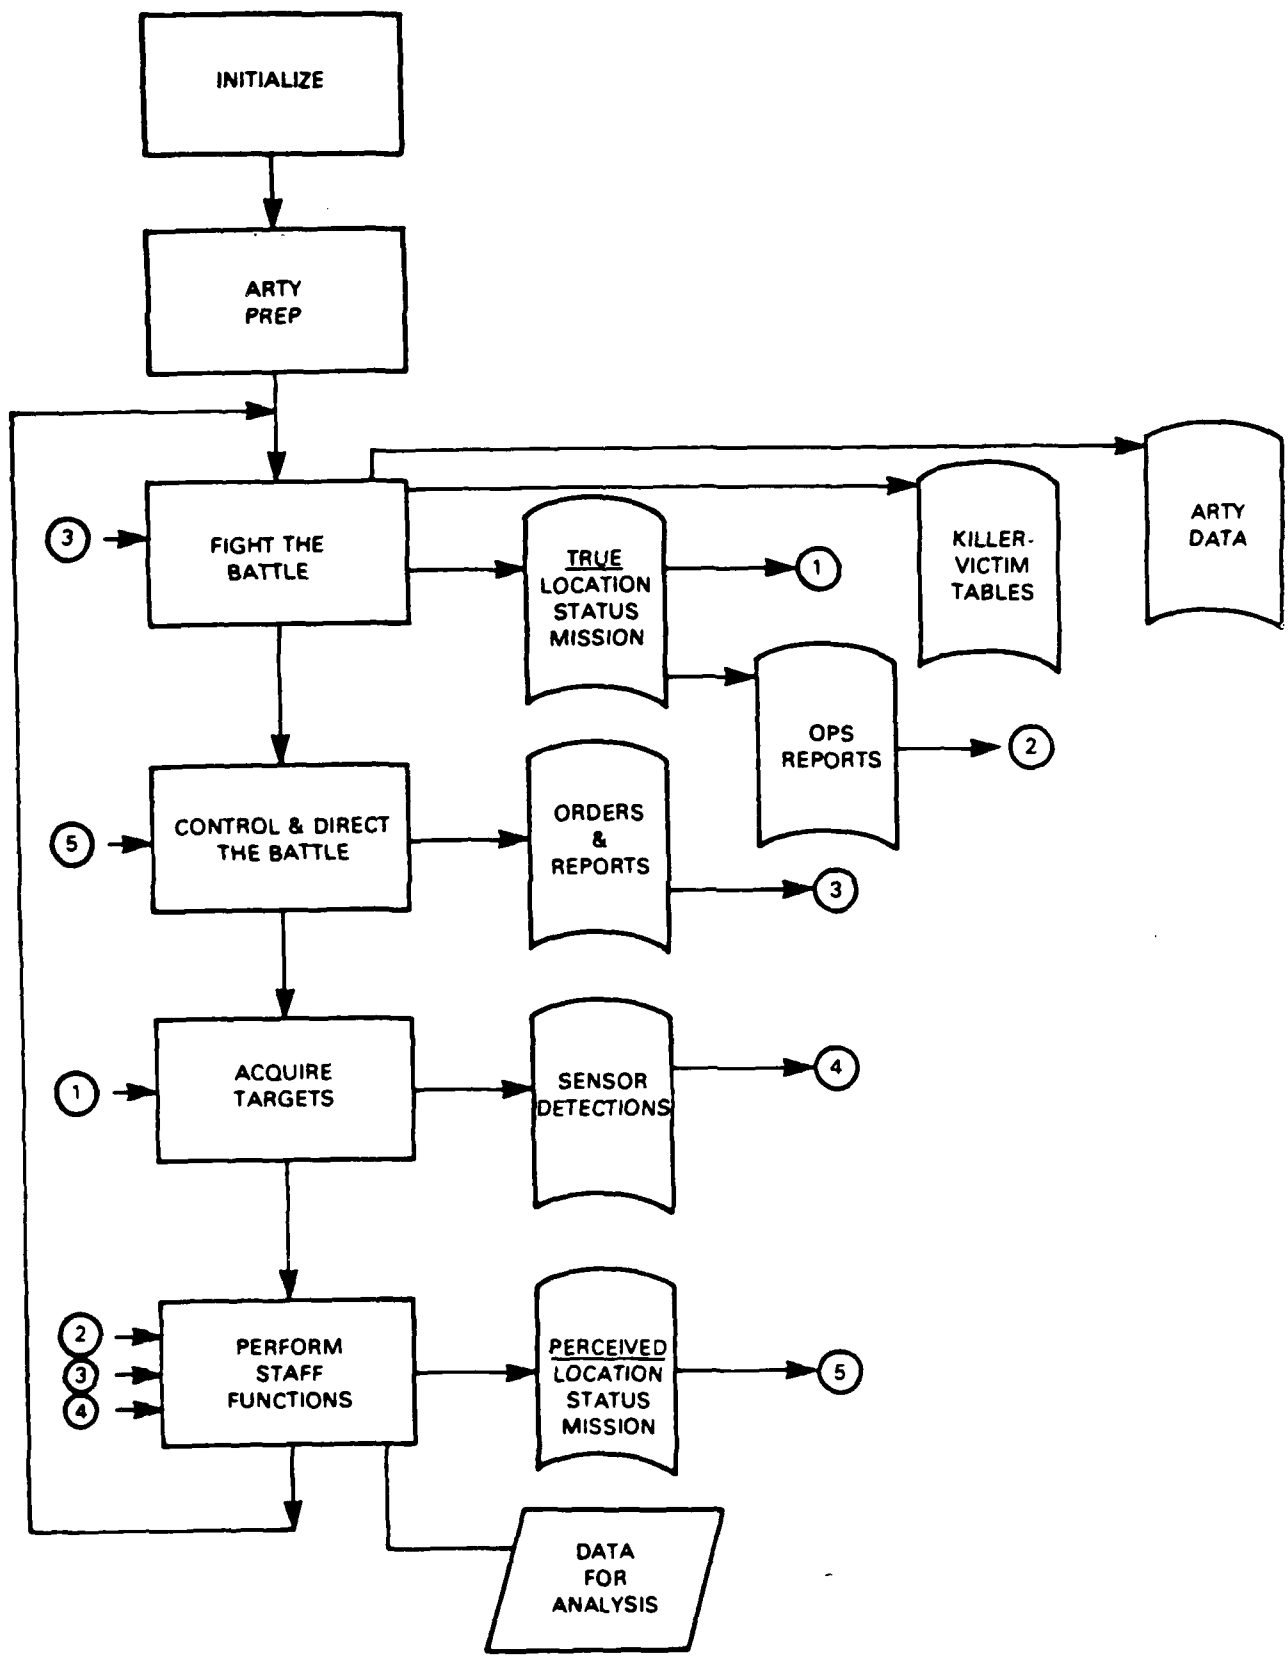 INITIALIZE
ARTY
PREP
3
FIGHT THE
BATTLE
TRUE
LOCATION
STATUS
MISSION
1
KILLER-
VICTIM
TABLES
ARTY
DATA
OPS
REPORTS
2
5
CONTROL & DIRECT
THE BATTLE
ORDERS
&
REPORTS
3
1
ACQUIRE
TARGETS
SENSOR
DETECTIONS
4
2
3
4
PERFORM
STAFF
FUNCTIONS
PERCEIVED
LOCATION
STATUS
MISSION
5
DATA
FOR
ANALYSIS